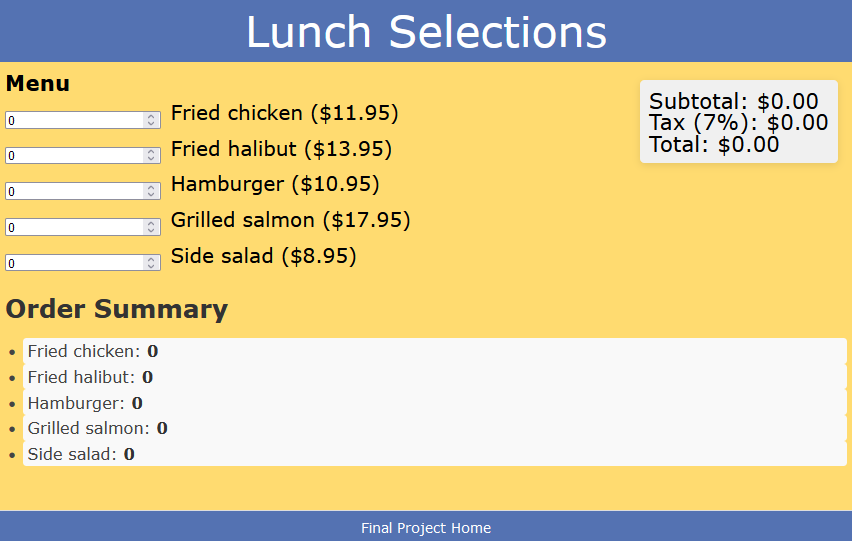 Lunch Selections
Menu
0 Fried chicken ($11.95)
0 Fried halibut ($13.95)
0 Hamburger ($10.95)
0 Grilled salmon ($17.95)
0 Side salad ($8.95)
Subtotal: $0.00
Tax (7%): $0.00
Total: $0.00
Order Summary
• Fried chicken: 0
• Fried halibut: 0
• Hamburger: 0
• Grilled salmon: 0
• Side salad: 0
Final Project Home